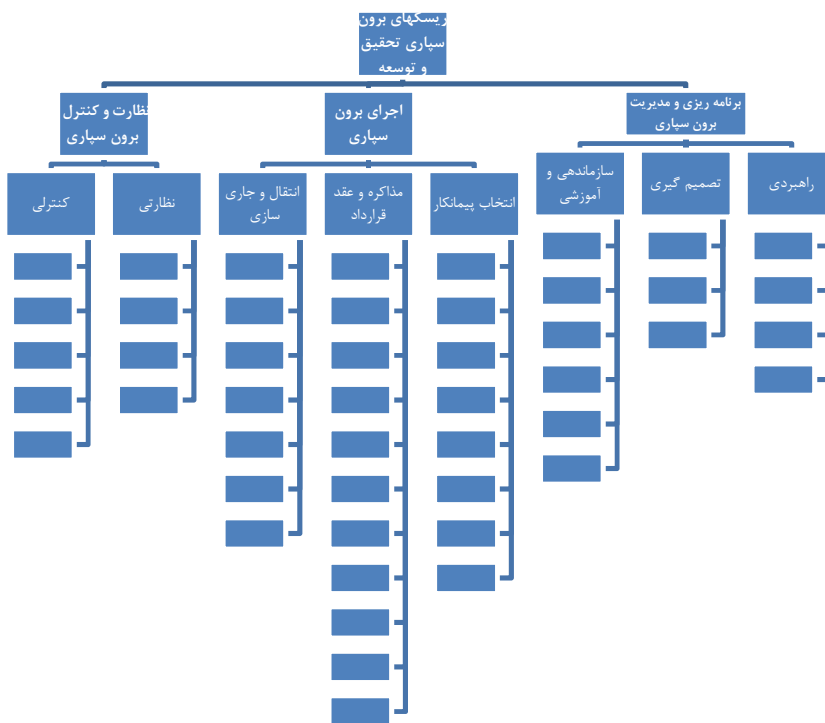 ریسکهای برون
سپاری تحقیق
و توسعه
برنامه ریزی و مدیریت
برون سپاری
اجرای برون
سپاری
نظارت و کنترل
برون سپاری
راهبردی
تصمیم گیری
سازماندهی و
آموزشی
انتخاب پیمانکار
مذاکره و عقد
قرارداد
انتقال و جاری
سازی
نظارتی
کنترلی